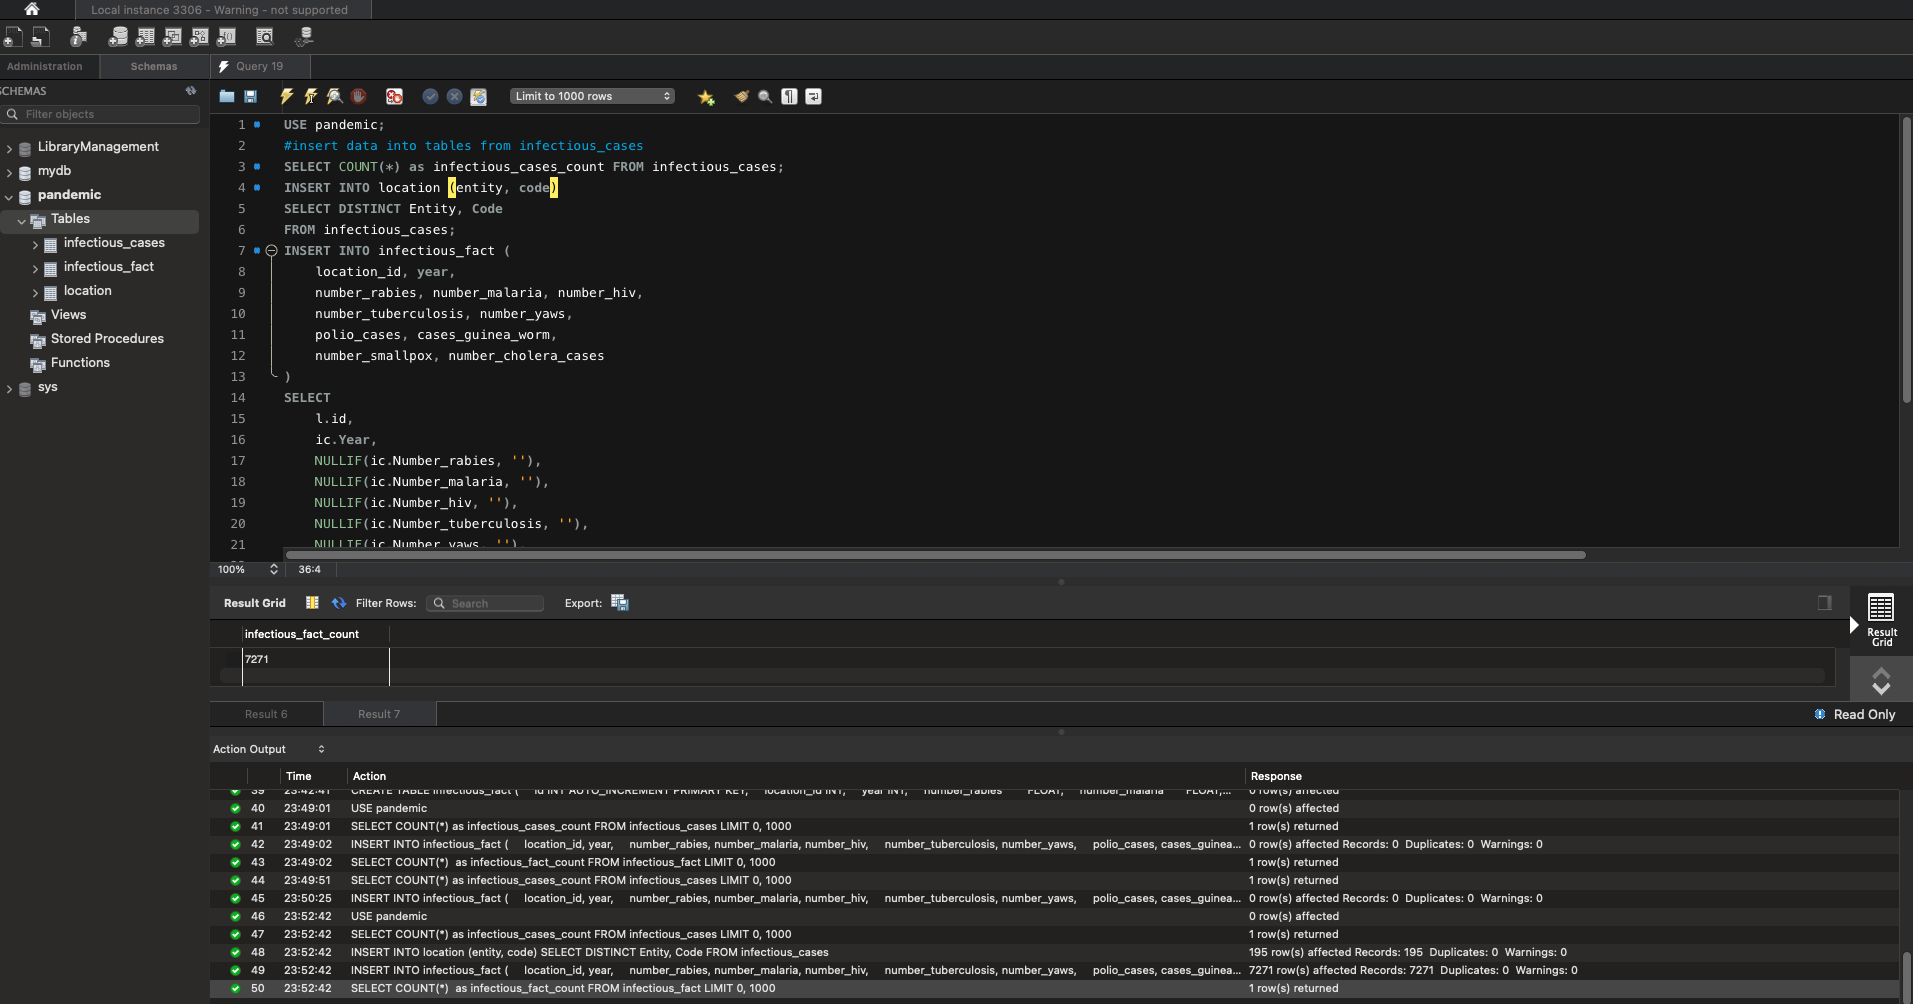 Local instance 3306 - Warning - not supported
Administration
Schemas
Query 19
SCHEMAS
Filter objects
LibraryManagement
mydb
pandemic
Tables
infectious_cases
infectious_fact
location
Views
Stored Procedures
Functions
sys
Limit to 1000 rows
1 USE pandemic;
2 #insert data into tables from infectious_cases
3 SELECT COUNT(*) as infectious_cases_count FROM infectious_cases;
4 INSERT INTO location (entity, code)
5 SELECT DISTINCT Entity, Code
6 FROM infectious_cases;
7 INSERT INTO infectious_fact (
8 location_id, year,
9 number_rabies, number_malaria, number_hiv,
10 number_tuberculosis, number_yaws,
11 polio_cases, cases_guinea_worm,
12 number_smallpox, number_cholera_cases
13 )
14 SELECT
15 l.id,
16 ic.Year,
17 NULLIF(ic.Number_rabies, ''),
18 NULLIF(ic.Number_malaria, ''),
19 NULLIF(ic.Number_hiv, ''),
20 NULLIF(ic.Number_tuberculosis, ''),
21 NULLIF(ic.Number_yaws, ''),
100% 36:4
Result Grid Filter Rows: Search Export:
infectious_fact_count
7271
Result Grid
Result 6 Result 7 Read Only
Action Output
Time Action Response
39 23:42:41 CREATE TABLE infectious_fact ( id INT AUTO_INCREMENT PRIMARY KEY, location_id INT, year INT, number_rabies FLOAT, number_malaria FLOAT,... 0 row(s) affected
40 23:49:01 USE pandemic 0 row(s) affected
41 23:49:01 SELECT COUNT(*) as infectious_cases_count FROM infectious_cases LIMIT 0, 1000 1 row(s) returned
42 23:49:02 INSERT INTO infectious_fact ( location_id, year, number_rabies, number_malaria, number_hiv, number_tuberculosis, number_yaws, polio_cases, cases_guinea... 0 row(s) affected Records: 0 Duplicates: 0 Warnings: 0
43 23:49:02 SELECT COUNT(*) as infectious_fact_count FROM infectious_fact LIMIT 0, 1000 1 row(s) returned
44 23:49:51 SELECT COUNT(*) as infectious_cases_count FROM infectious_cases LIMIT 0, 1000 1 row(s) returned
45 23:50:25 INSERT INTO infectious_fact ( location_id, year, number_rabies, number_malaria, number_hiv, number_tuberculosis, number_yaws, polio_cases, cases_guinea... 0 row(s) affected Records: 0 Duplicates: 0 Warnings: 0
46 23:52:42 USE pandemic 0 row(s) affected
47 23:52:42 SELECT COUNT(*) as infectious_cases_count FROM infectious_cases LIMIT 0, 1000 1 row(s) returned
48 23:52:42 INSERT INTO location (entity, code) SELECT DISTINCT Entity, Code FROM infectious_cases 195 row(s) affected Records: 195 Duplicates: 0 Warnings: 0
49 23:52:42 INSERT INTO infectious_fact ( location_id, year, number_rabies, number_malaria, number_hiv, number_tuberculosis, number_yaws, polio_cases, cases_guinea... 7271 row(s) affected Records: 7271 Duplicates: 0 Warnings: 0
50 23:52:42 SELECT COUNT(*) as infectious_fact_count FROM infectious_fact LIMIT 0, 1000 1 row(s) returned